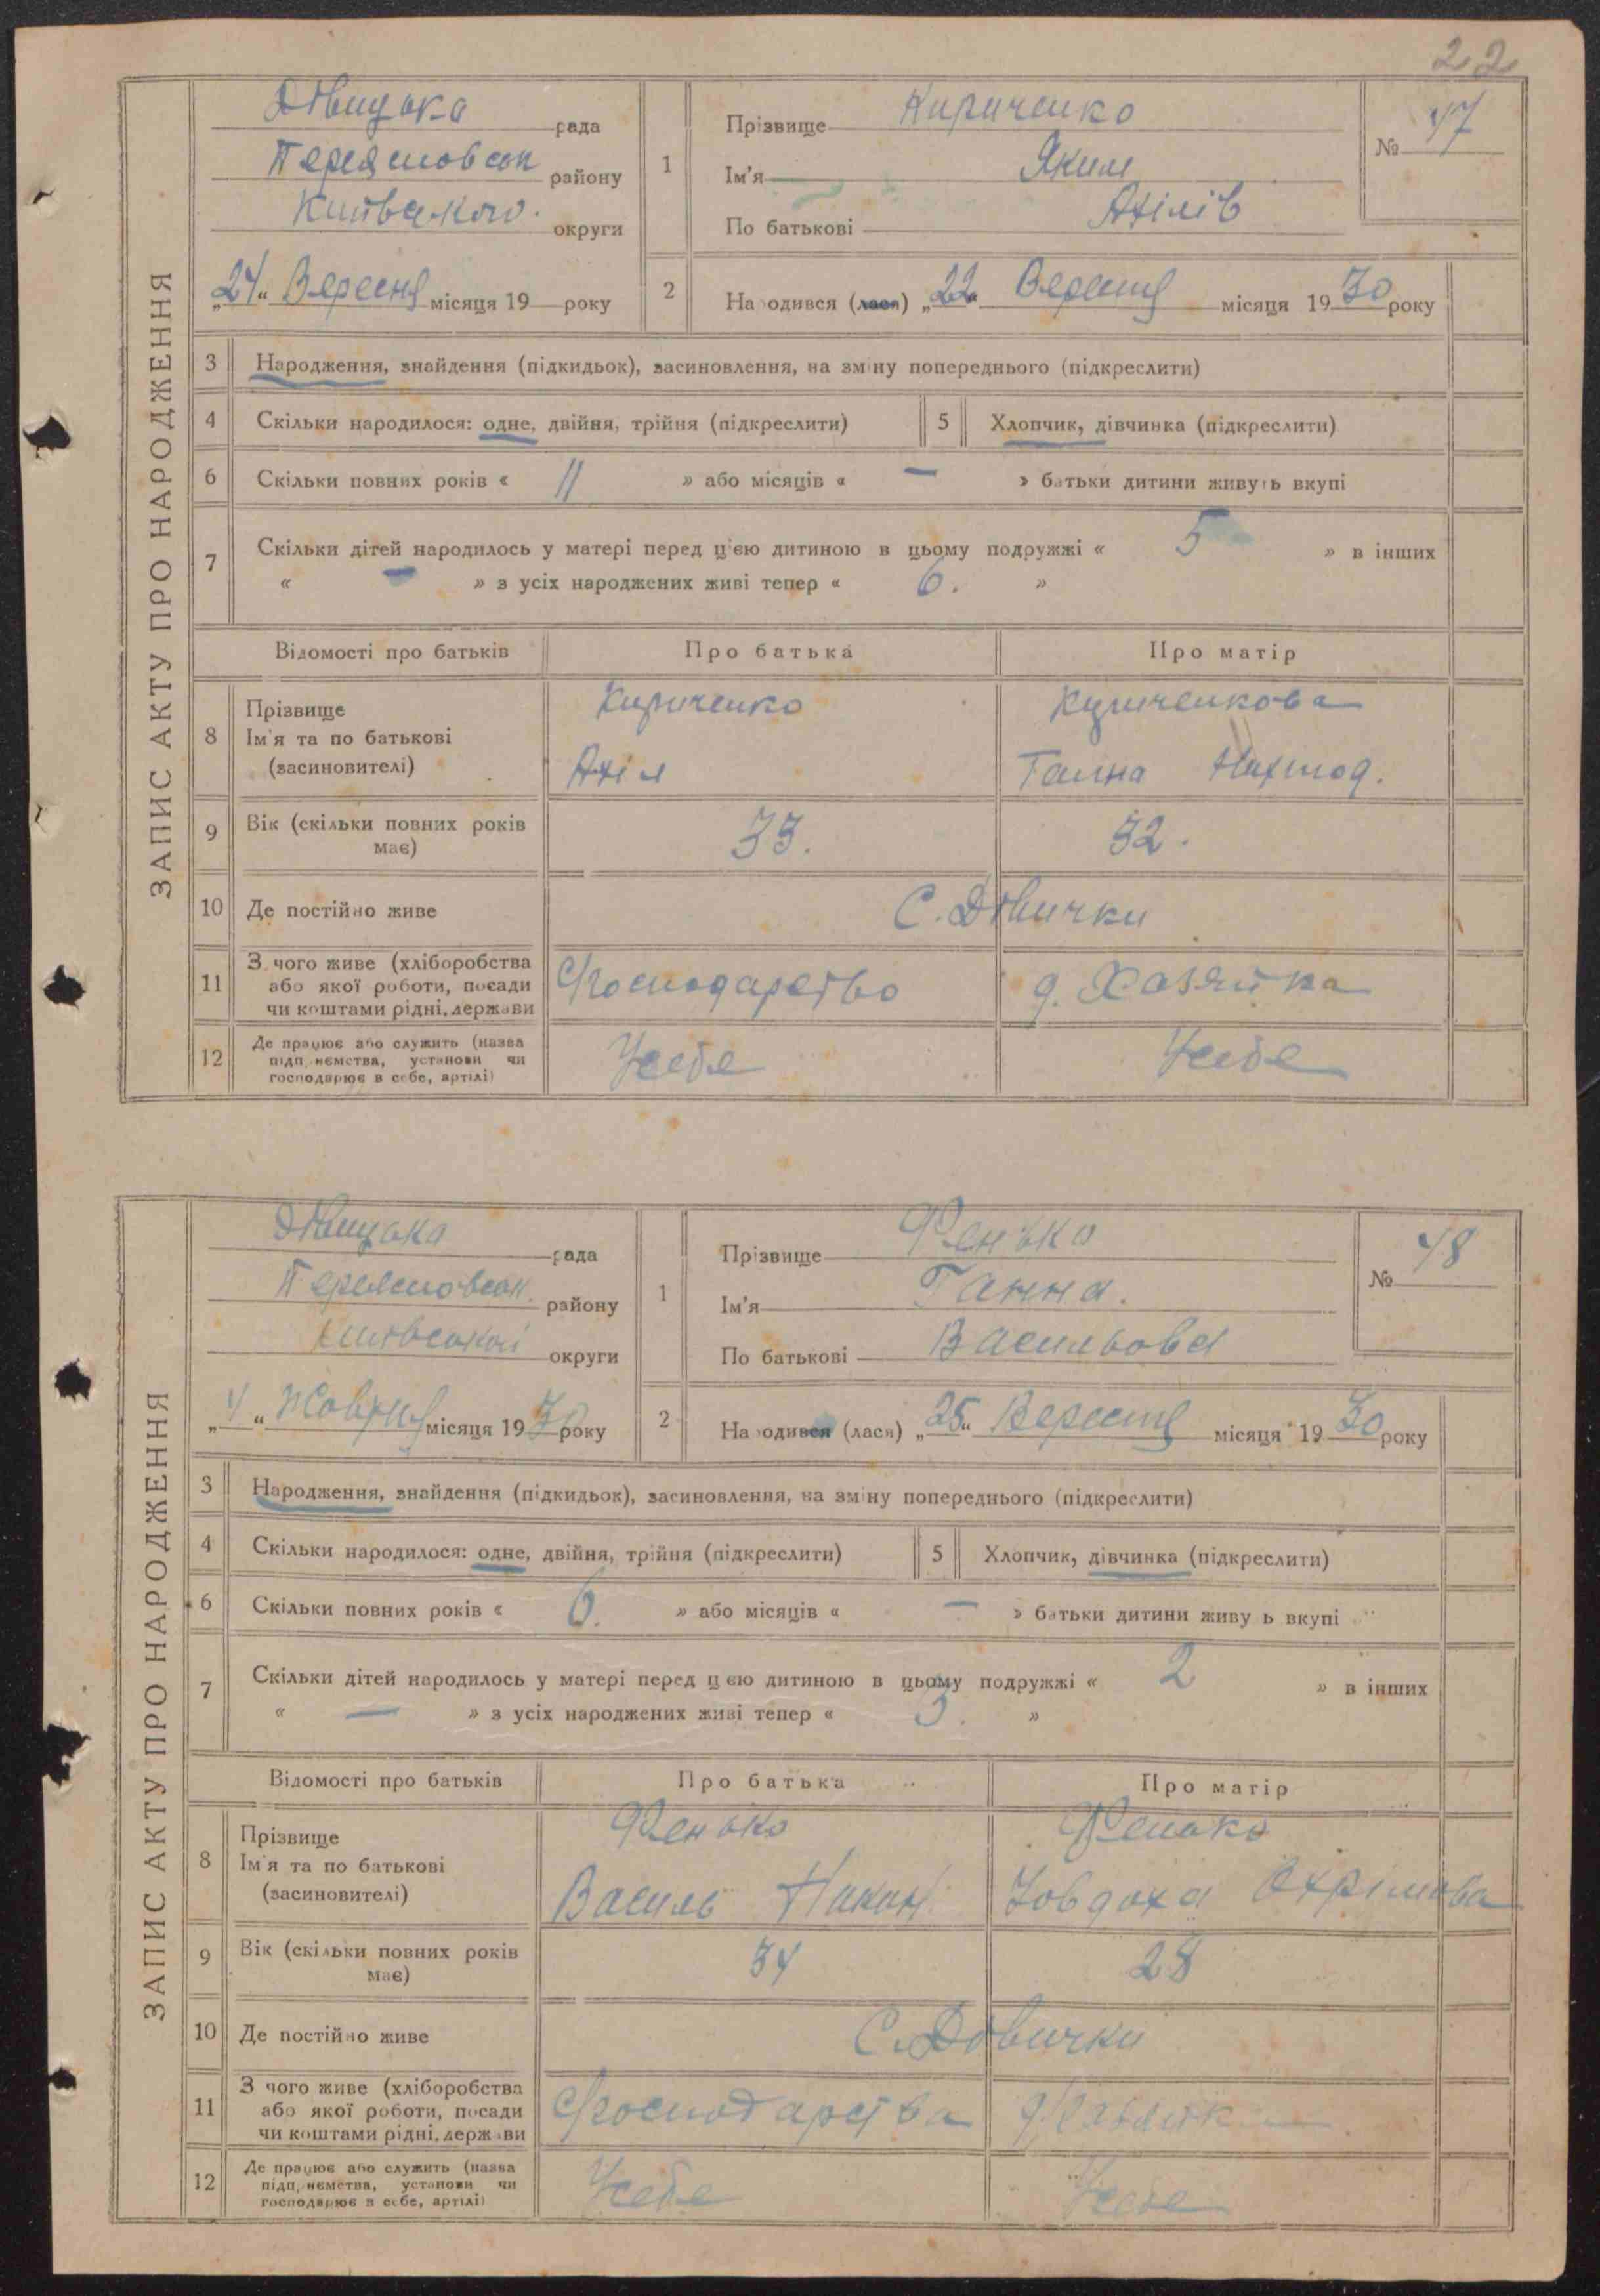 22
ЗАПИС АКТУ ПРО НАРОДЖЕННЯ
Дівицька рада
Переяславськ району
Київського. округи
„24“ Вересня місяця 19 року
1 Прізвище Кириченко
Ім'я Яким
По батькові Ахілів
№ 47
2 Народився (лася) „22“ Вересня місяця 1930 року
3 Народження, знайдення (підкидьок), засиновлення, на зміну попереднього (підкреслити)
4 Скільки народилося: одне, двійня, трійня (підкреслити)
5 Хлопчик, дівчинка (підкреслити)
6 Скільки повних років « 11 » або місяців « — » батьки дитини живуть вкупі
7 Скільки дітей народилось у матері перед цією дитиною в цьому подружжі « 5 » в інших
« — » з усіх народжених живі тепер « 6. »
Відомості про батьків Про батька Про матір
8 Прізвище Кириченко Кириченкова
Ім'я та по батькові
(засиновителі) Ахіл Ганна
9 Вік (скільки повних років має) 33. 32.
10 Де постійно живе С. Дівички
11 З чого живе (хліборобства
або якої роботи, посади
чи коштами рідні, держави
С/господарство д. Хазяйка
12 Де працює або служить (назва
підприємства, установи чи
господарює в себе, артілі)
Усебе Усебе
ЗАПИС АКТУ ПРО НАРОДЖЕННЯ
Дівицька рада
Переяславськ. району
Київської округи
„4“ Жовтня місяця 1930 року
1 Прізвище Фенько
Ім'я Ганна.
По батькові Васильова
№ 48
2 Народився (лася) „25“ Вересня місяця 1930 року
3 Народження, знайдення (підкидьок), засиновлення, на зміну попереднього (підкреслити)
4 Скільки народилося: одне, двійня, трійня (підкреслити)
5 Хлопчик, дівчинка (підкреслити)
6 Скільки повних років « 6. » або місяців « — » батьки дитини живу ь вкупі
7 Скільки дітей народилось у матері перед цією дитиною в цьому подружжі « 2 » в інших
« — » з усіх народжених живі тепер « 3. »
Відомості про батьків Про батька Про матір
8 Прізвище Фенько Фенько
Ім'я та по батькові
(засиновителі) Василь НиконЮвдоха Охрімова
9 Вік (скільки повних років має) 34 28
10 Де постійно живе С. Дівички
11 З чого живе (хліборобства
або якої роботи, посади
чи коштами рідні, держави
С/господарства д/Хазяйка
12 Де працює або служить (назва
підприємства, установи чи
господарює в себе, артілі)
Усебе Усебе